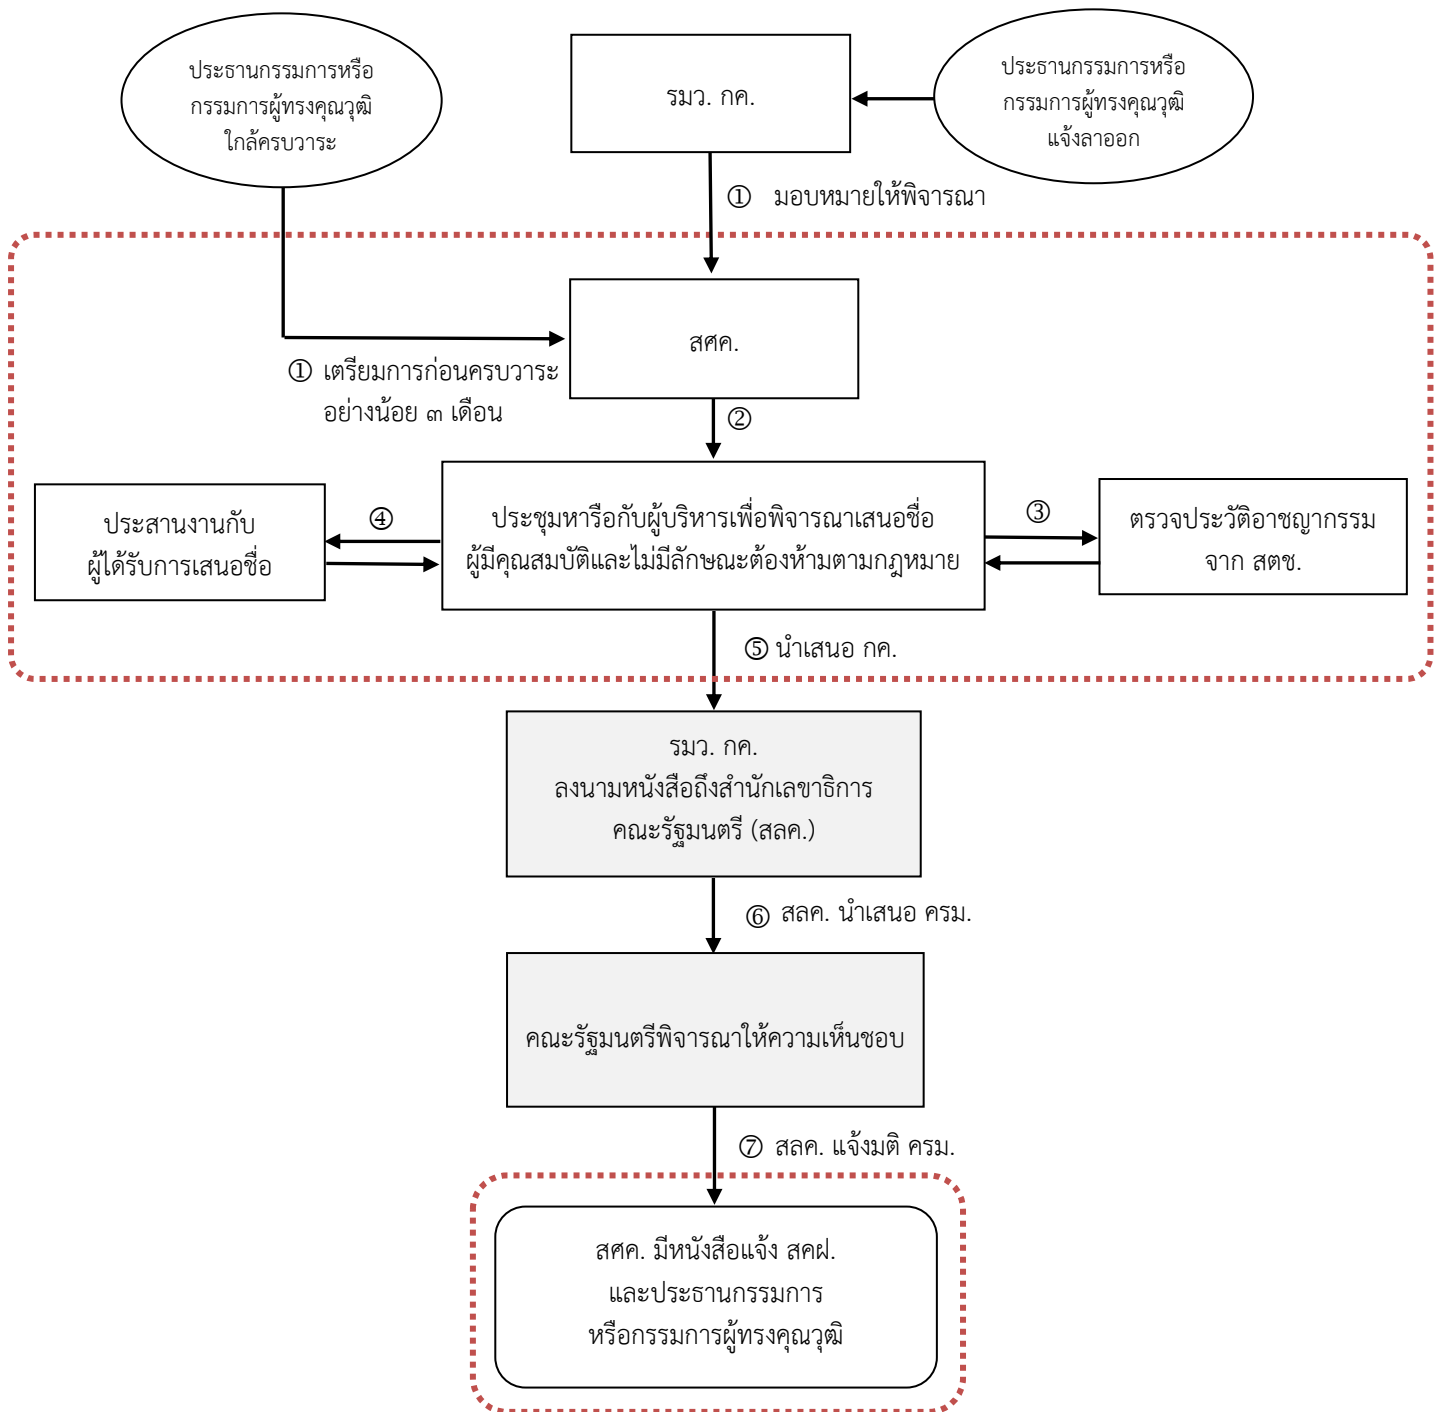 ประธานกรรมการหรือ
กรรมการผู้ทรงคุณวุฒิ
ใกล้ครบวาระ
รมว. กค.
ประธานกรรมการหรือ
กรรมการผู้ทรงคุณวุฒิ
แจ้งลาออก
① มอบหมายให้พิจารณา
สศค.
① เตรียมการก่อนครบวาระ
อย่างน้อย ๓ เดือน
②
ประสานงานกับ
ผู้ได้รับการเสนอชื่อ
④
ประชุมหารือกับผู้บริหารเพื่อพิจารณาเสนอชื่อ
ผู้มีคุณสมบัติและไม่มีลักษณะต้องห้ามตามกฎหมาย
③
ตรวจประวัติอาชญากรรม
จาก สตช.
⑤ นำเสนอ กค.
รมว. กค.
ลงนามหนังสือถึงสำนักเลขาธิการ
คณะรัฐมนตรี (สลค.)
⑥ สลค. นำเสนอ ครม.
คณะรัฐมนตรีพิจารณาให้ความเห็นชอบ
⑦ สลค. แจ้งมติ ครม.
สศค. มีหนังสือแจ้ง สคฝ.
และประธานกรรมการ
หรือกรรมการผู้ทรงคุณวุฒิ